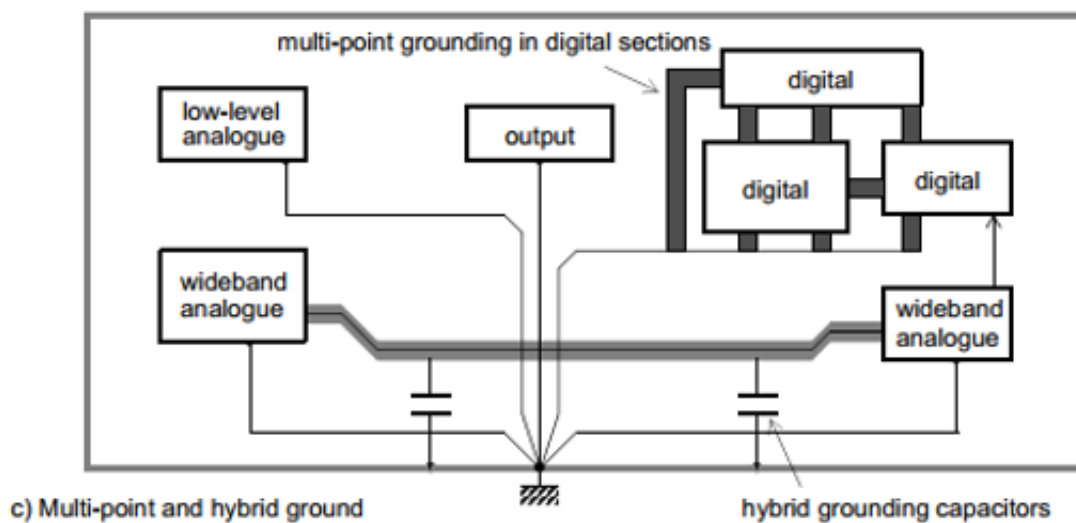 multi-point grounding in digital sections
digital
low-level
analogue
output
digital
digital
wideband
analogue
wideband
analogue
c) Multi-point and hybrid ground
hybrid grounding capacitors